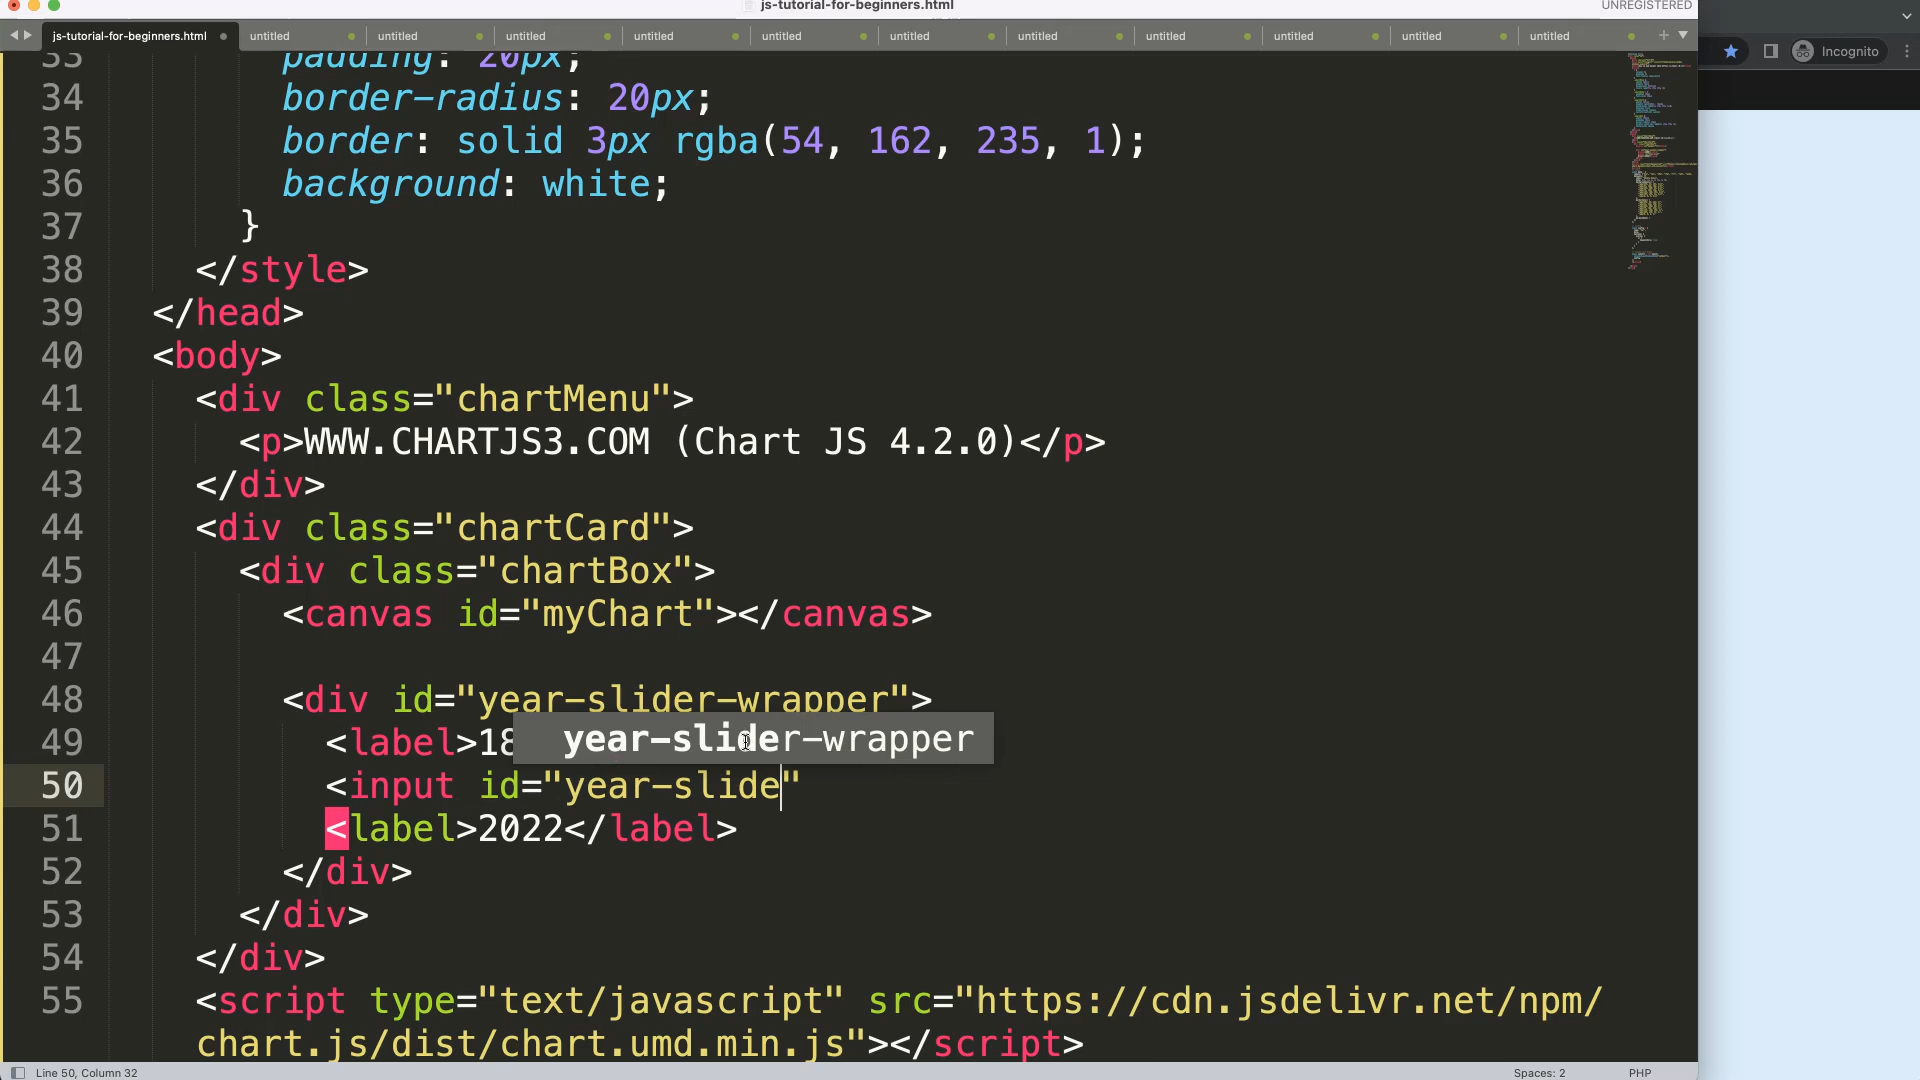 js-tutorial-for-beginners.html
UNREGISTERED
js-tutorial-for-beginners.html untitled untitled untitled untitled untitled untitled untitled untitled untitled untitled untitled
Incognito
33 padding: 20px;
34 border-radius: 20px;
35 border: solid 3px rgba(54, 162, 235, 1);
36 background: white;
37 }
38 </style>
39 </head>
40 <body>
41 <div class="chartMenu">
42 <p>WWW.CHARTJS3.COM (Chart JS 4.2.0)</p>
43 </div>
44 <div class="chartCard">
45 <div class="chartBox">
46 <canvas id="myChart"></canvas>
47
48 <div id="year-slider-wrapper">
49 <label>18
year-slider-wrapper
50 <input id="year-slide"
51 <label>2022</label>
52 </div>
53 </div>
54 </div>
55 <script type="text/javascript" src="https://cdn.jsdelivr.net/npm/
chart.js/dist/chart.umd.min.js"></script>
Line 50, Column 32
Spaces: 2
PHP